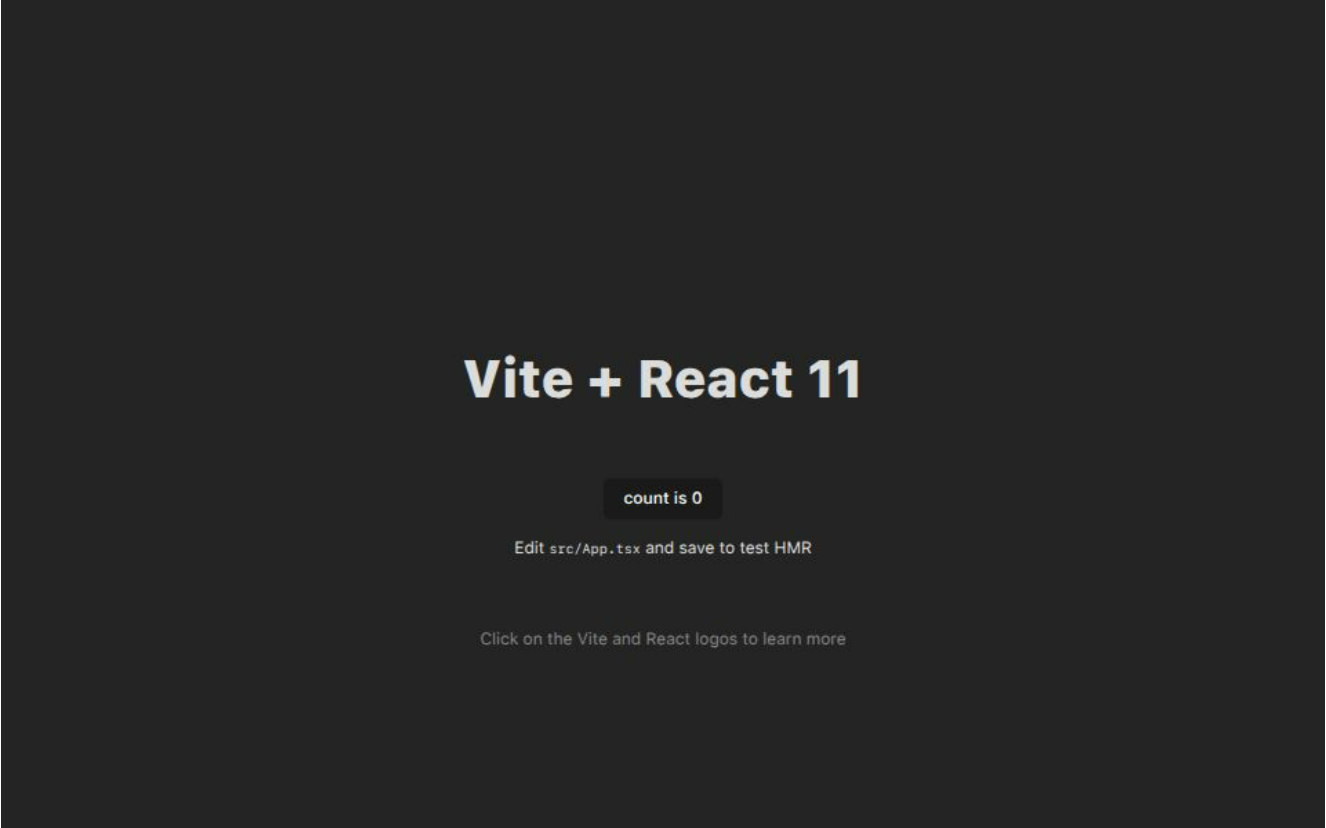 Vite + React 11
count is 0
Edit src/App.tsx and save to test HMR
Click on the Vite and React logos to learn more